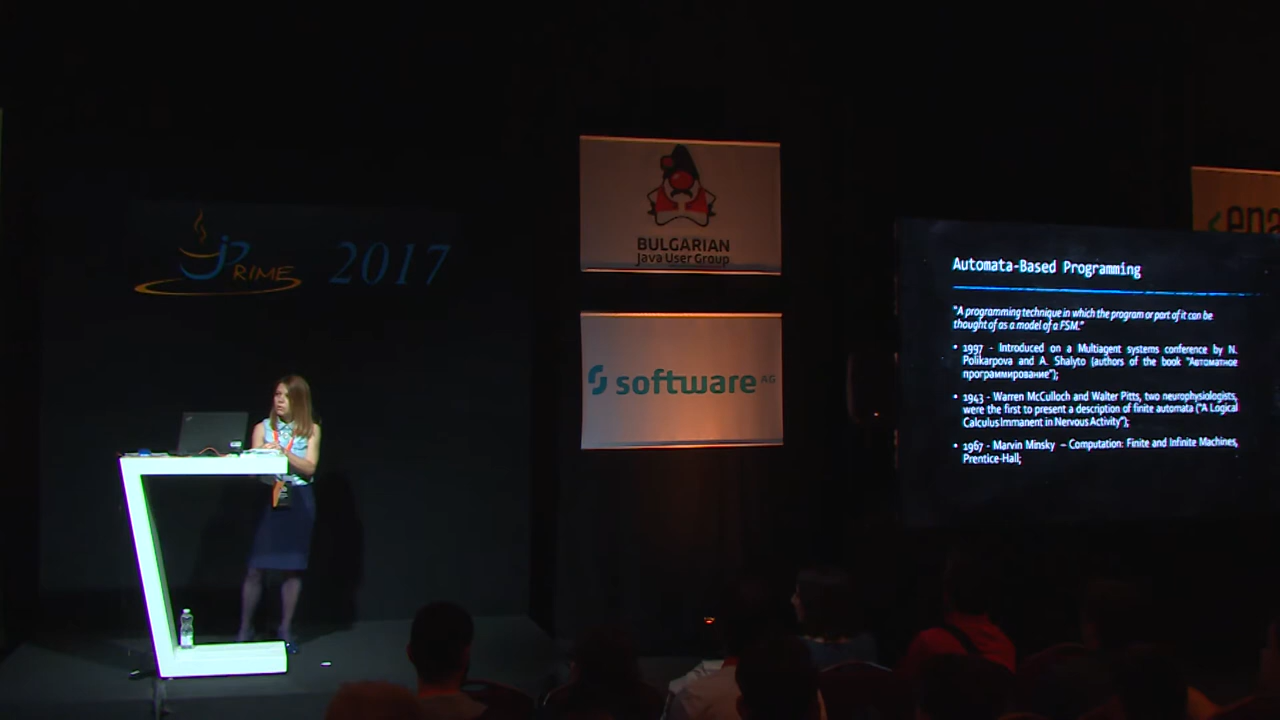 jPRIME 2017
BULGARIAN
Java User Group
software AG
<epa
Automata-Based Programming
"A programming technique in which the program or part of it can be
thought of as a model of a FSM."
• 1997 - Introduced on a Multiagent systems conference by N.
Polikarpova and A. Shalyto (authors of the book "Автоматное
программирование");
• 1943 - Warren McCulloch and Walter Pitts, two neurophysiologists,
were the first to present a description of finite automata ("A Logical
Calculus Immanent in Nervous Activity");
• 1967 - Marvin Minsky – Computation: Finite and Infinite Machines,
Prentice-Hall;